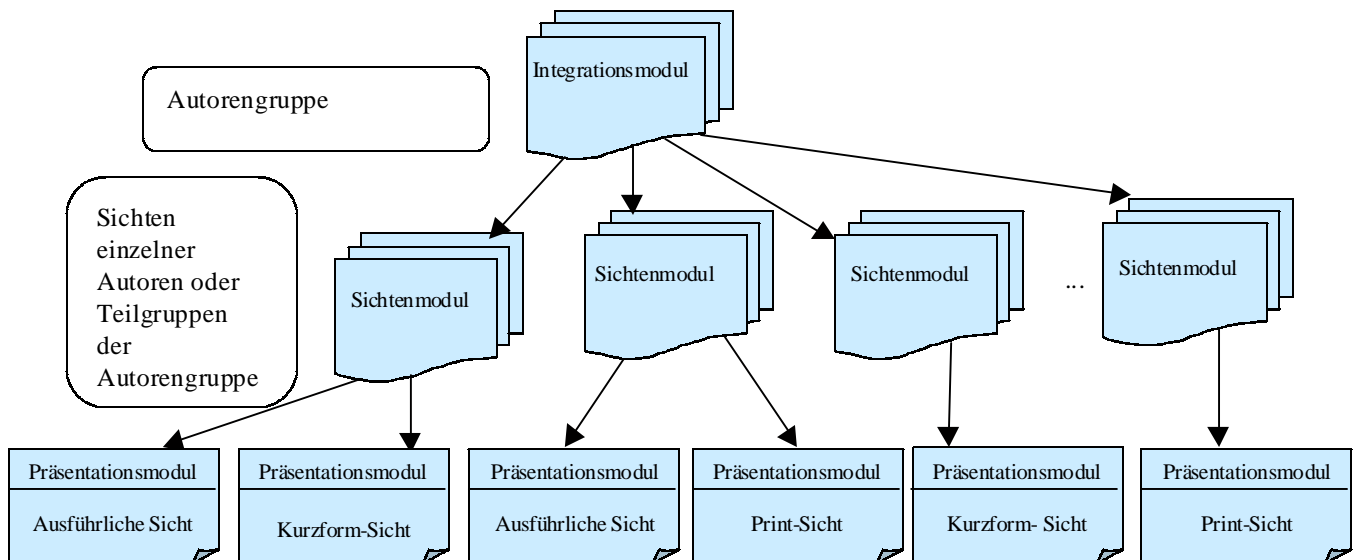 Integrationsmodul
Autorengruppe
Sichten
einzelner
Autoren oder
Teilgruppen
der
Autorengruppe
Sichtenmodul
Sichtenmodul
Sichtenmodul
...
Sichtenmodul
Präsentationsmodul
Ausführliche Sicht
Präsentationsmodul
Kurzform-Sicht
Präsentationsmodul
Ausführliche Sicht
Präsentationsmodul
Print-Sicht
Präsentationsmodul
Kurzform- Sicht
Präsentationsmodul
Print-Sicht